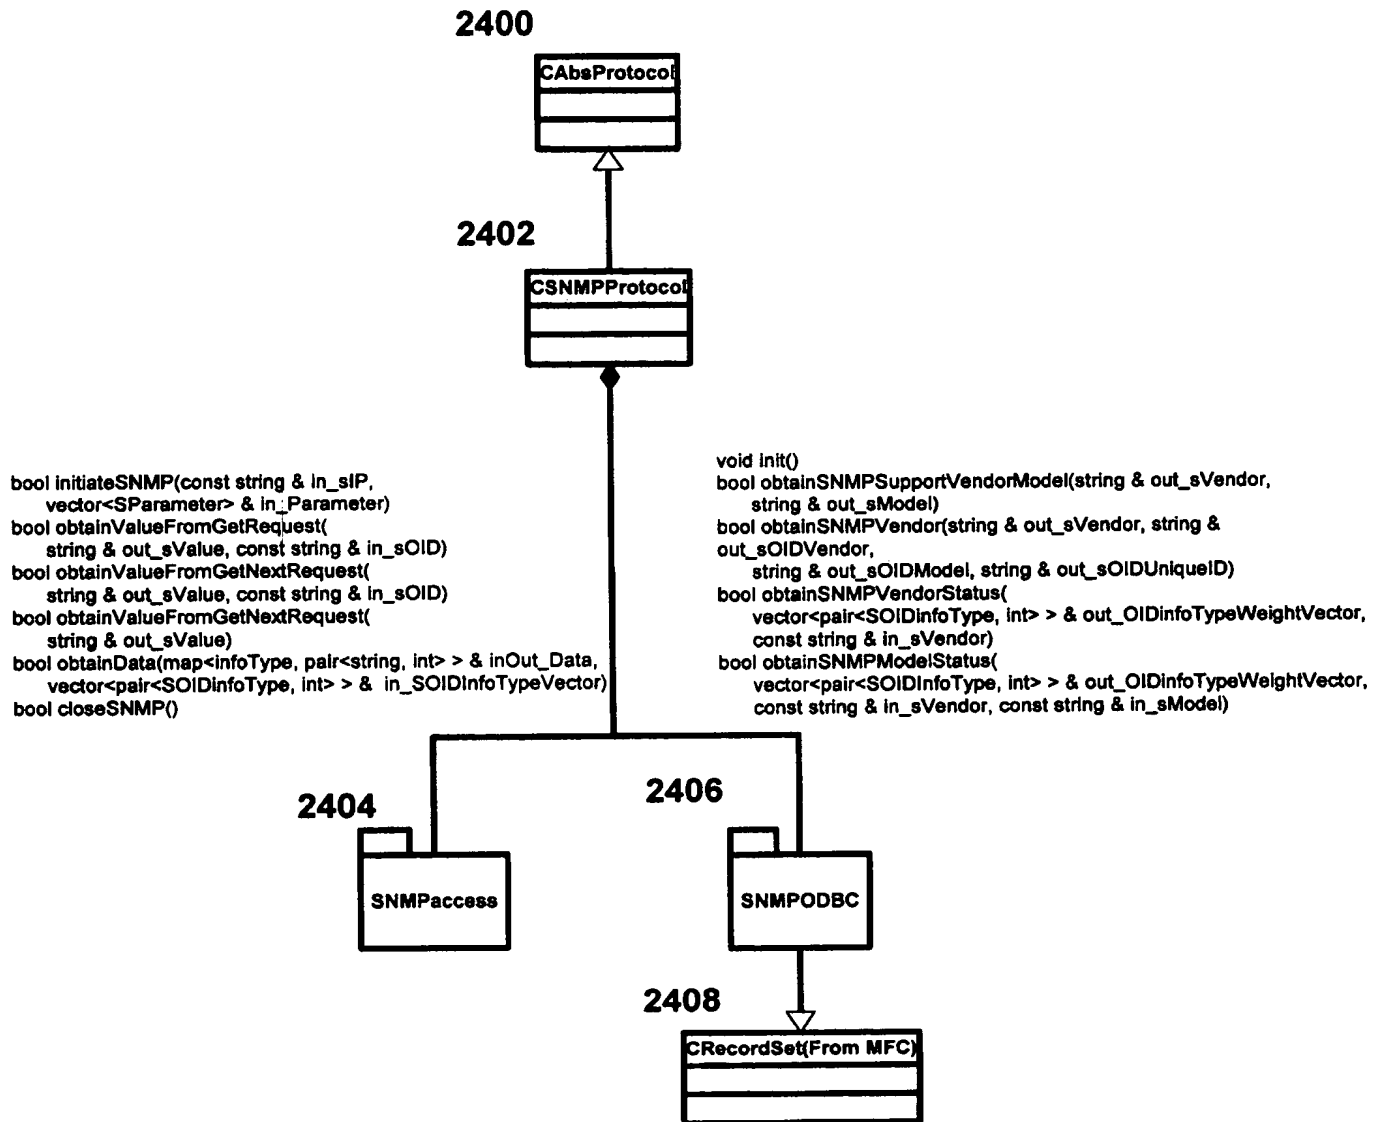 2400
CAbsProtocol
2402
CSNMPProtocol
bool initiateSNMP(const string & in_sIP,
vector<SParameter> & in_Parameter)
bool obtainValueFromGetRequest(
string & out_sValue, const string & in_sOID)
bool obtainValueFromGetNextRequest(
string & out_sValue, const string & in_sOID)
bool obtainValueFromGetNextRequest(
string & out_sValue)
bool obtainData(map<infoType, pair<string, int> > & inOut_Data,
vector<pair<SOIDinfoType, int> > & in_SOIDInfoTypeVector)
bool closeSNMP()
void init()
bool obtainSNMPSupportVendorModel(string & out_sVendor,
string & out_sModel)
bool obtainSNMPVendor(string & out_sVendor, string &
out_sOIDVendor,
string & out_sOIDModel, string & out_sOIDUniqueID)
bool obtainSNMPVendorStatus(
vector<pair<SOIDinfoType, int> > & out_OIDinfoTypeWeightVector,
const string & in_sVendor)
bool obtainSNMPModelStatus(
vector<pair<SOIDInfoType, int> > & out_OIDinfoTypeWeightVector,
const string & in_sVendor, const string & in_sModel)
2404
SNMPaccess
2406
SNMPODBC
2408
CRecordSet(From MFC)